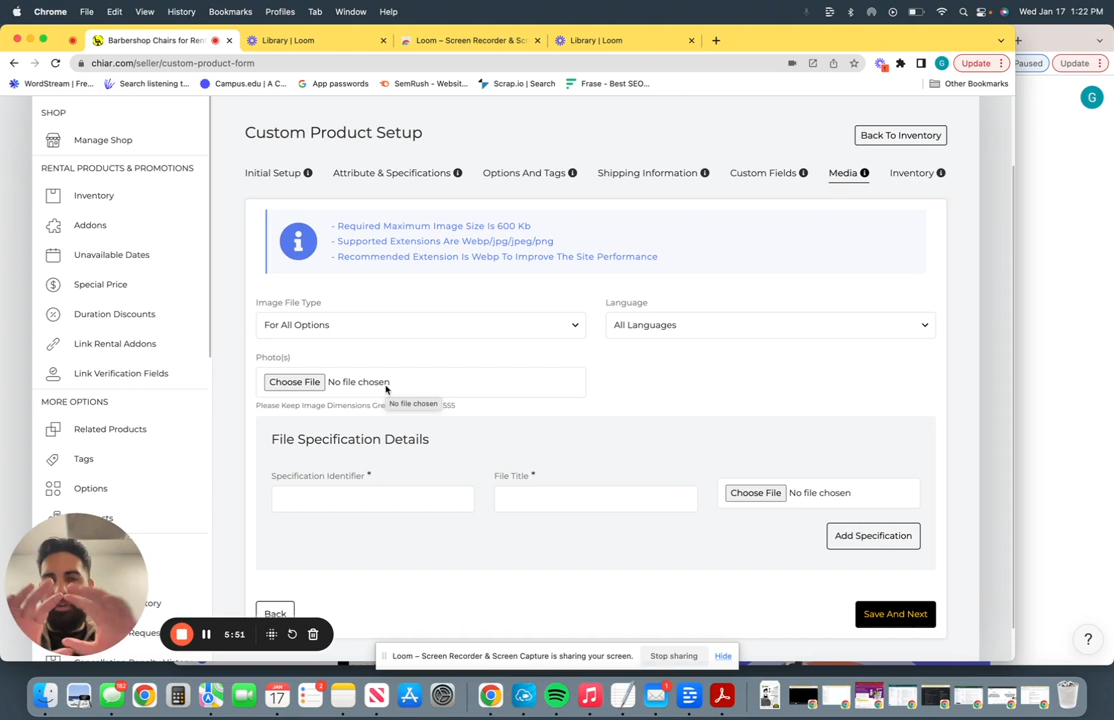 Chrome File Edit View History Bookmarks Profiles Tab Window Help Wed Jan 17 1:22 PM
Barbershop Chairs for Ren Library | Loom Loom – Screen Recorder & Sc Library | Loom
chiar.com/seller/custom-product-form Update Paused Update
WordStream | Fre... Search listening t... Campus.edu | A C... App passwords SemRush - Websit... Scrap.io | Search Frase - Best SEO... Other Bookmarks
G
SHOP
Manage Shop
RENTAL PRODUCTS & PROMOTIONS
Inventory
Addons
Unavailable Dates
Special Price
Duration Discounts
Link Rental Addons
Link Verification Fields
MORE OPTIONS
Related Products
Tags
Options
Custom Product Setup
Back To Inventory
Initial Setup Attribute & Specifications Options And Tags Shipping Information Custom Fields Media Inventory
- Required Maximum Image Size Is 600 Kb
- Supported Extensions Are Webp/jpg/jpeg/png
- Recommended Extension Is Webp To Improve The Site Performance
Image File Type Language
For All Options All Languages
Photo(s)
Choose File No file chosen
No file chosen
Please Keep Image Dimensions Gre 555
File Specification Details
Specification Identifier * File Title *
Choose File No file chosen
Add Specification
Back Save And Next
5:51
Loom – Screen Recorder & Screen Capture is sharing your screen. Stop sharing Hide
?
182
JAN
17
2
1